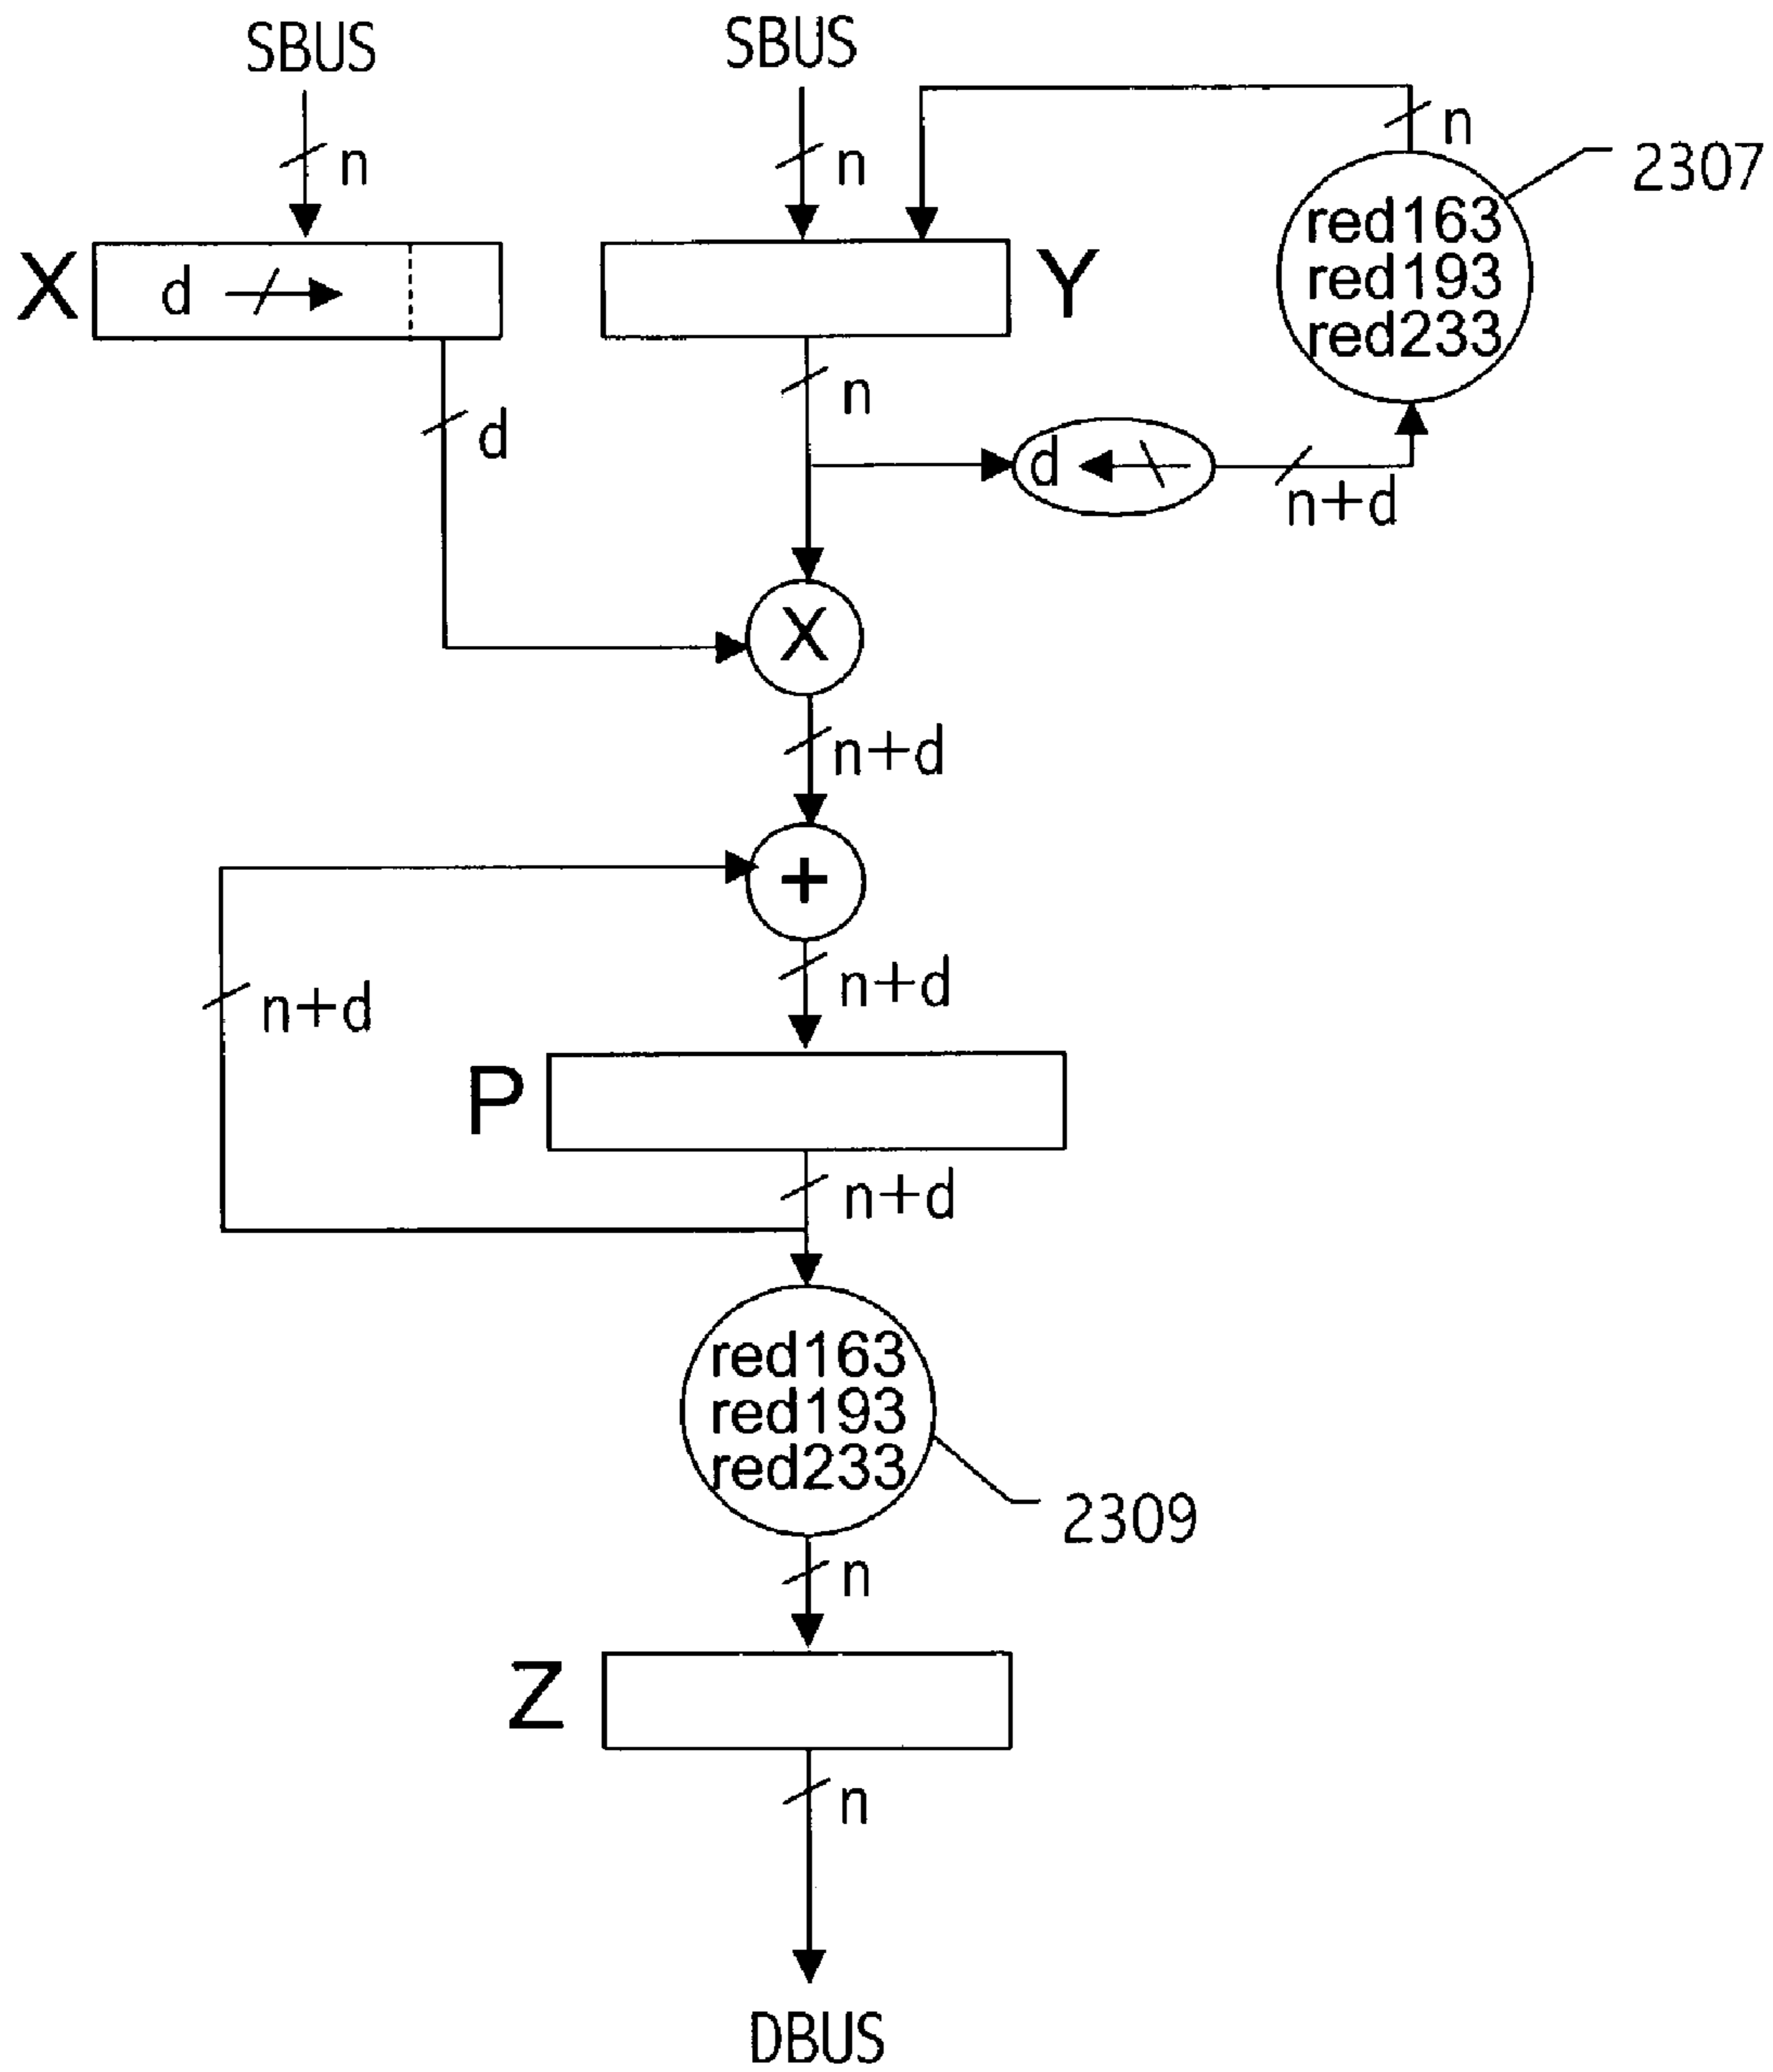 SBUS
SBUS
n
n
n
2307
red163
red193
red233
X
d
Y
n
d
d
n+d
X
n+d
+
n+d
n+d
P
n+d
red163
red193
red233
2309
n
Z
n
DBUS